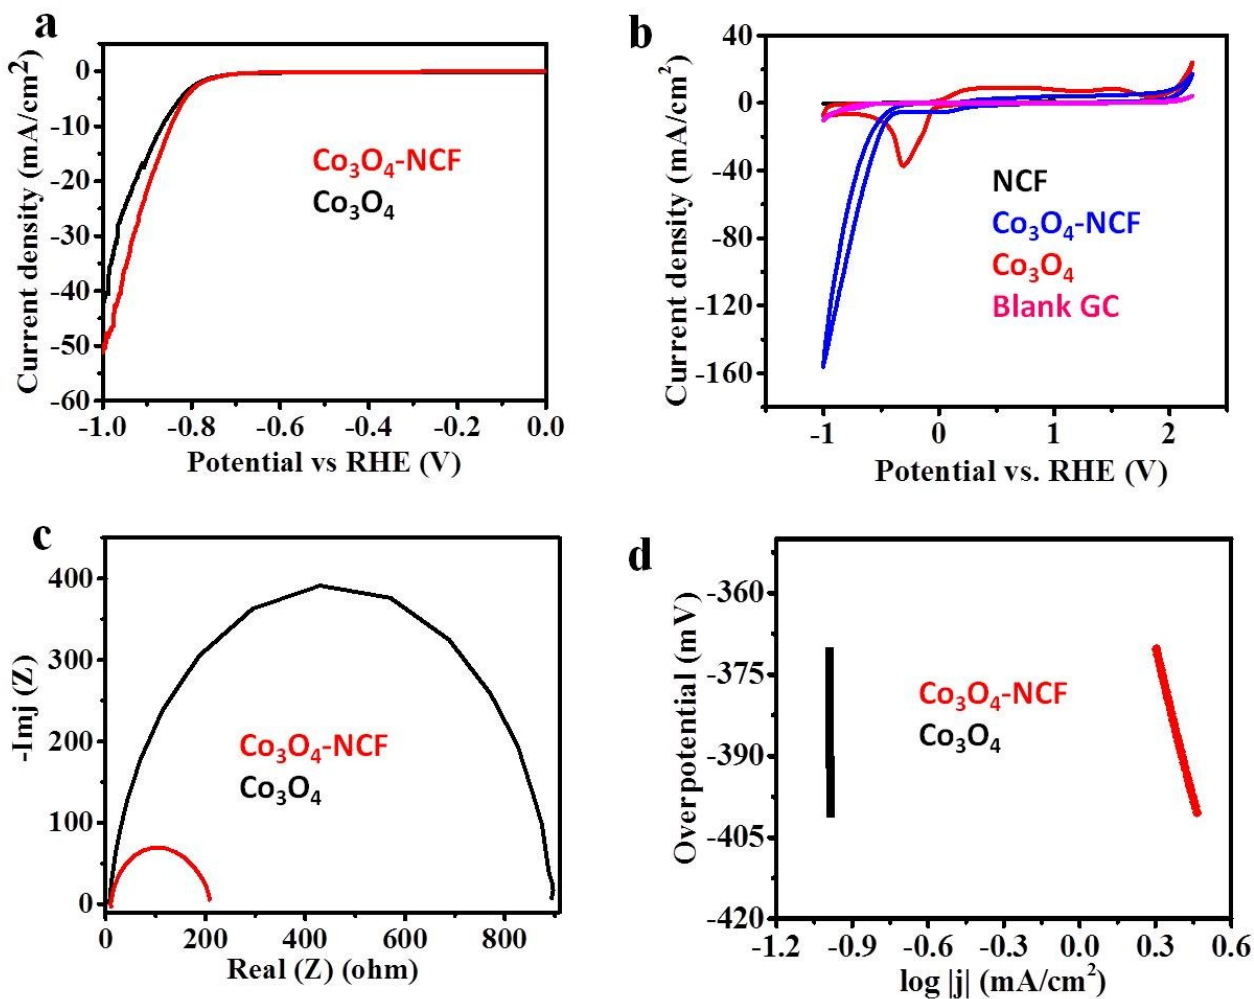 a
0
-10
-20
-30
-40
-50
-60
Current density (mA/cm²)
Co₃O₄-NCF
Co₃O₄
-1.0 -0.8 -0.6 -0.4 -0.2 0.0
Potential vs RHE (V)
b
40
0
-40
-80
-120
-160
Current density (mA/cm²)
NCF
Co₃O₄-NCF
Co₃O₄
Blank GC
-1 0 1 2
Potential vs. RHE (V)
c
400
300
200
100
0
-Imj (Z)
Co₃O₄-NCF
Co₃O₄
0 200 400 600 800
Real (Z) (ohm)
d
-360
-375
-390
-405
-420
Overpotential (mV)
Co₃O₄-NCF
Co₃O₄
-1.2 -0.9 -0.6 -0.3 0.0 0.3 0.6
log |j| (mA/cm²)